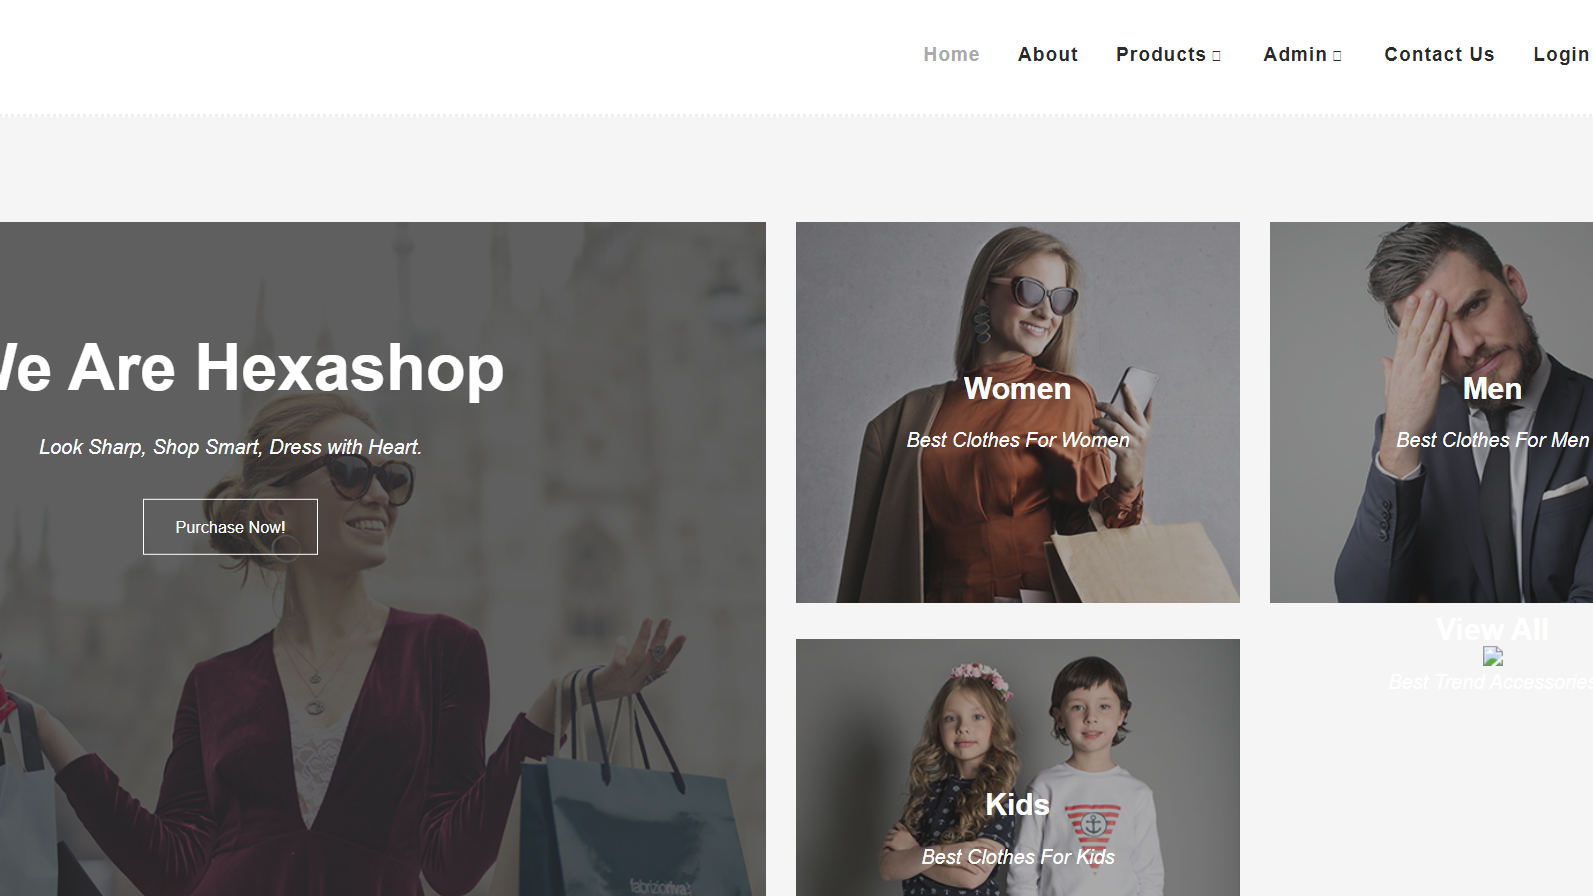 Home About Products Admin Contact Us Login
We Are Hexashop
Look Sharp, Shop Smart, Dress with Heart.
Purchase Now!
Women
Best Clothes For Women
Men
Best Clothes For Men
View All
Best Trend Accessories
Kids
Best Clothes For Kids
fabrizioriva